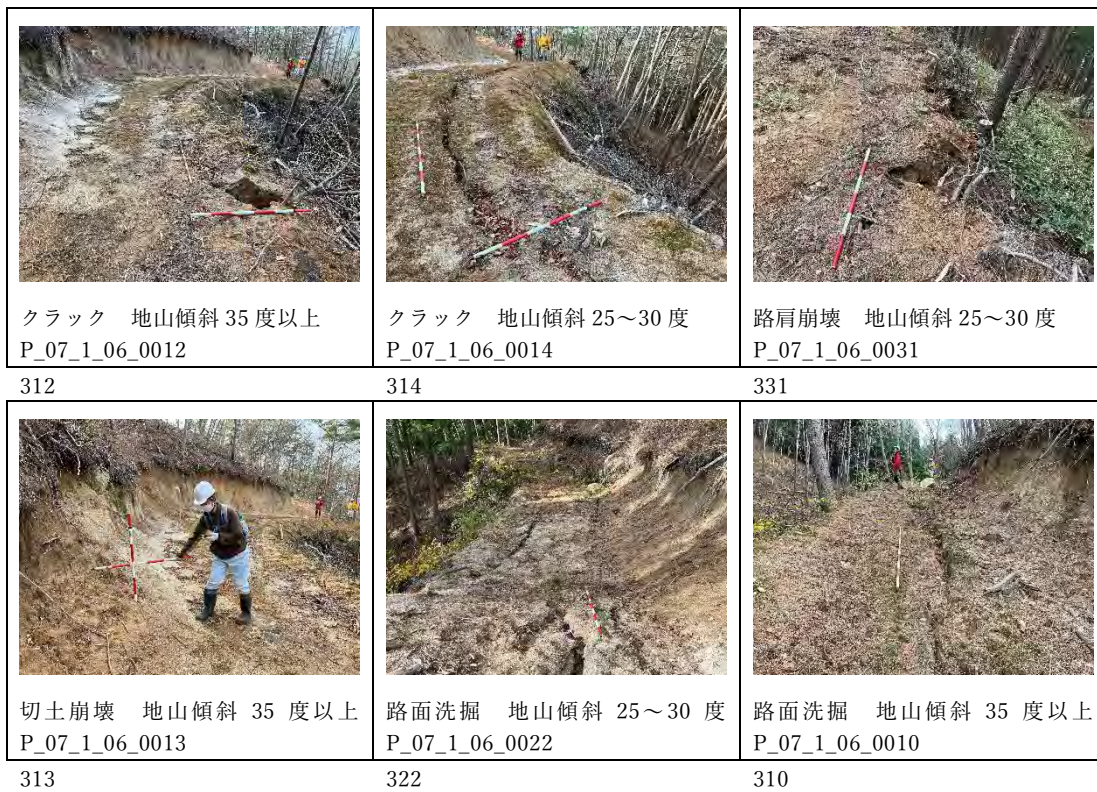 クラック　地山傾斜 35 度以上
P_07_1_06_0012
クラック　地山傾斜 25～30 度
P_07_1_06_0014
路肩崩壊　地山傾斜 25～30 度
P_07_1_06_0031
312
314
331
切土崩壊　地山傾斜 35 度以上
P_07_1_06_0013
路面洗掘　地山傾斜 25～30 度
P_07_1_06_0022
路面洗掘　地山傾斜 35 度以上
P_07_1_06_0010
313
322
310